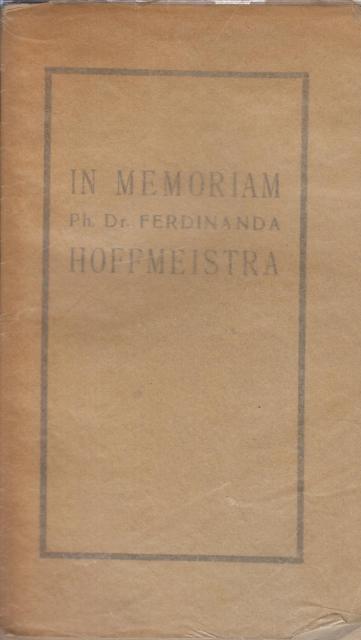 IN MEMORIAM
Ph. Dr. FERDINANDA
HOFFMEISTRA